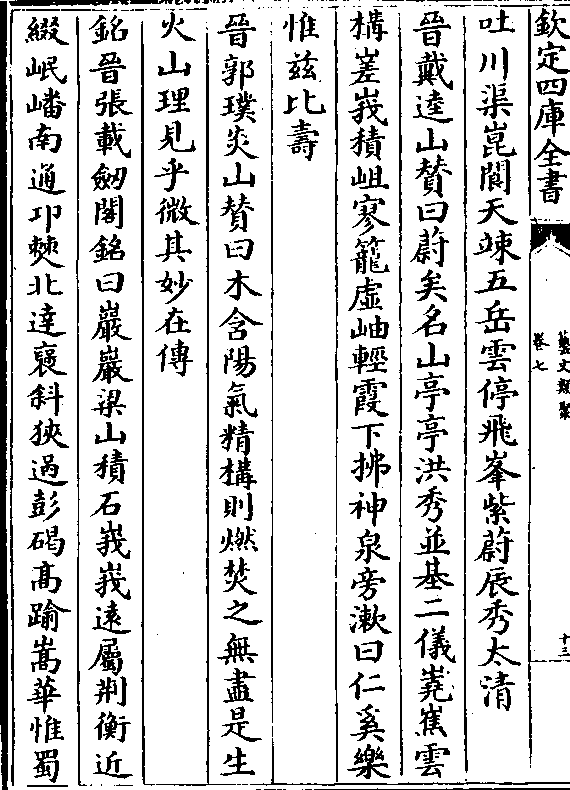 欽定四庫全書
藝文類聚
卷七
十三
吐川渠崑閬天竦五岳雲停飛峯紫蔚辰秀太清
晉戴逵山贊曰蔚矣名山亭亭洪秀並基二儀嶤嶣雲
構嵳峩積岨寥籠虛岫輕霞下拂神泉旁漱曰仁奚樂
惟兹比壽
晉郭璞炎山贊曰木含陽氣精構則燃焚之無盡是生
火山理見乎微其妙在傳
銘晉張載劒閣銘曰巖巖梁山積石峩峩遠屬荆衡近
綴岷嶓南通卭僰北達襃斜狹過彭碣髙踰嵩華惟蜀